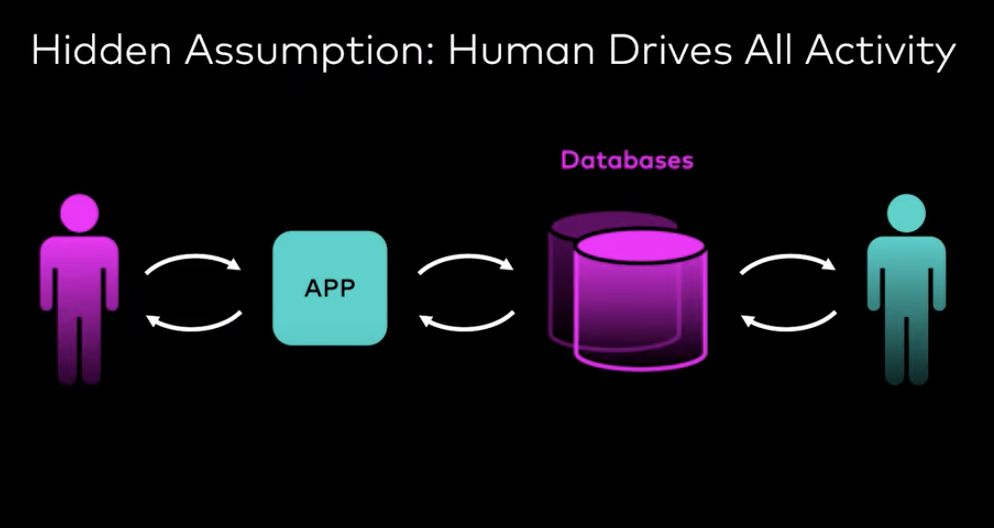 Hidden Assumption: Human Drives All Activity
Databases
APP